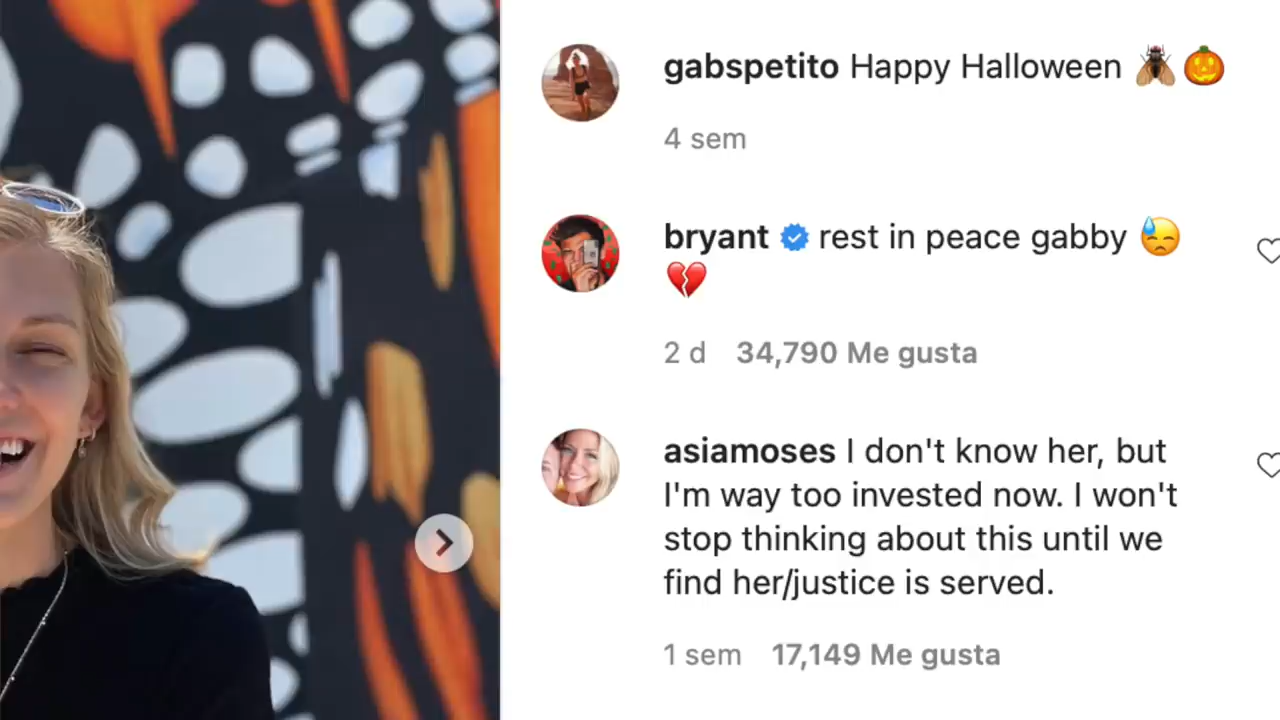 gabspetito Happy Halloween 🪰🎃
4 sem
bryant rest in peace gabby 😓
💔
2 d 34,790 Me gusta
asiamoses I don't know her, but
I'm way too invested now. I won't
stop thinking about this until we
find her/justice is served.
1 sem 17,149 Me gusta